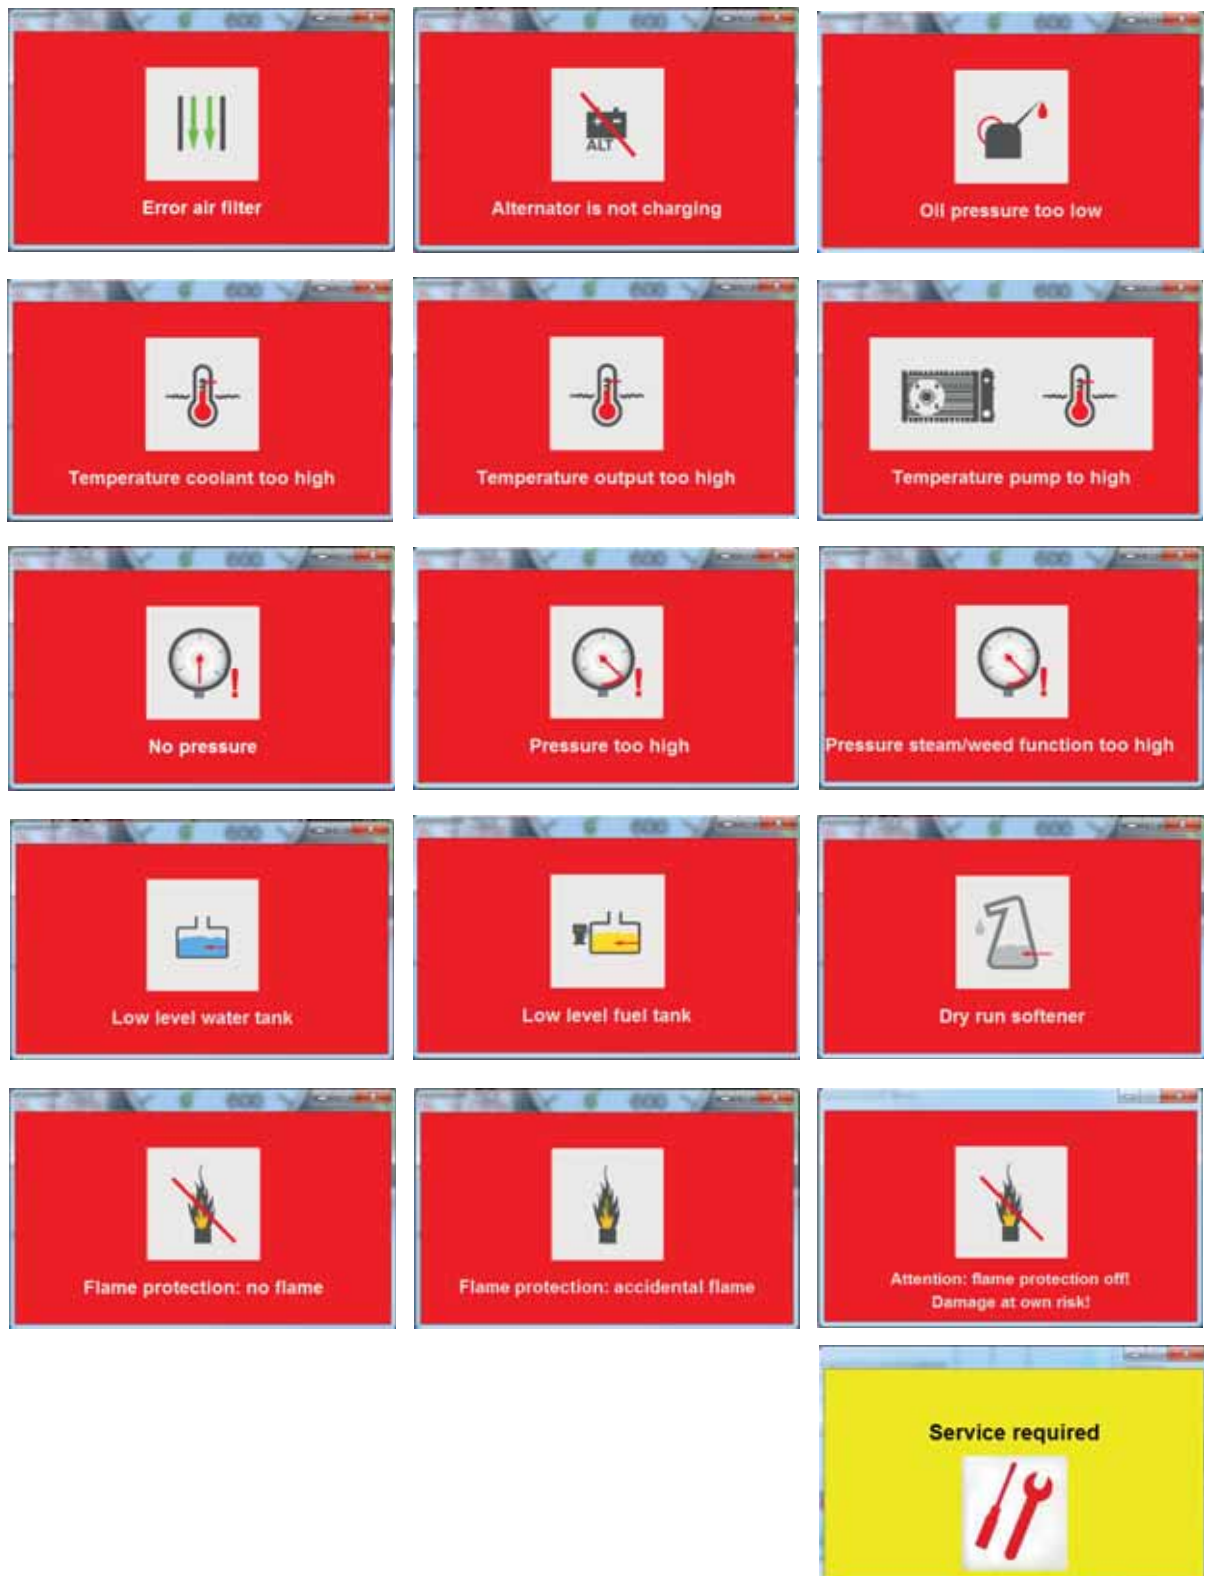 Error air filter
ALT
Alternator is not charging
Oil pressure too low
Temperature coolant too high
Temperature output too high
Temperature pump to high
No pressure
!
Pressure too high
!
Pressure steam/weed function too high
!
Low level water tank
Low level fuel tank
Dry run softener
Flame protection: no flame
Flame protection: accidental flame
Attention: flame protection off!
Damage at own risk!
Service required